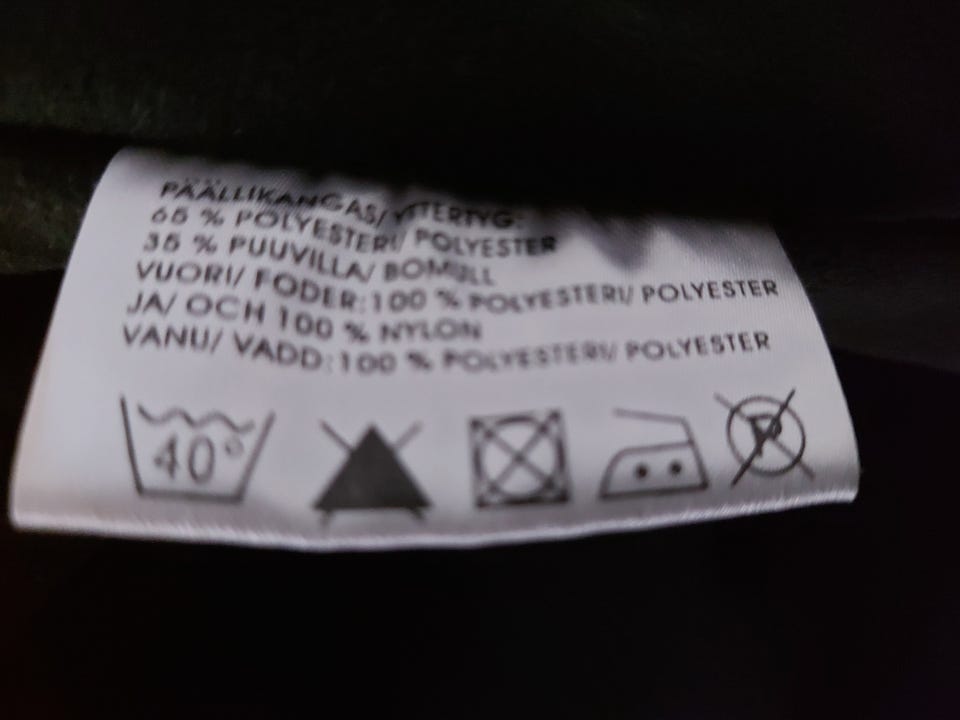 PÄÄLLIKANGAS/ YTTERTYG:
65 % POLYESTERI/ POLYESTER
35 % PUUVILLA/ BOMULL
VUORI/ FODER:100 % POLYESTERI/ POLYESTER
JA/ OCH 100 % NYLON
VANU/ VADD:100 % POLYESTERI/ POLYESTER
40°
P